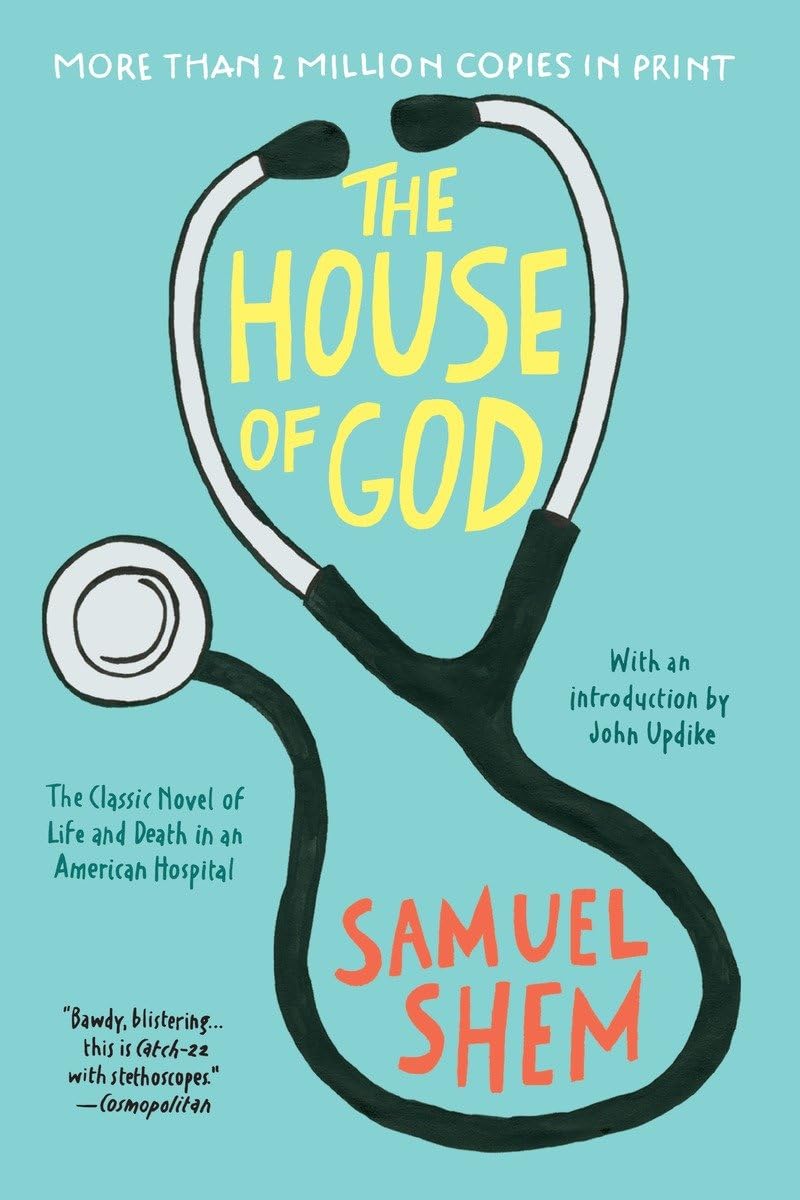 MORE THAN 2 MILLION COPIES IN PRINT
THE
HOUSE
OF GOD
With an
introduction by
John Updike
The Classic Novel of
Life and Death in an
American Hospital
SAMUEL
SHEM
"Bawdy, blistering...
this is Catch-22
with stethoscopes."
—Cosmopolitan